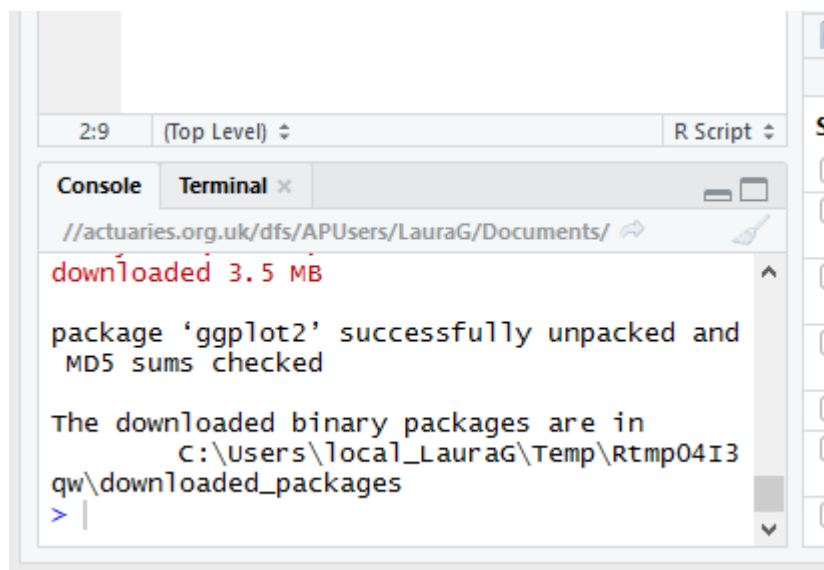 2:9 (Top Level) R Script
Console Terminal
//actuaries.org.uk/dfs/APUsers/LauraG/Documents/
downloaded 3.5 MB
package ‘ggplot2’ successfully unpacked and
MD5 sums checked
The downloaded binary packages are in
C:\Users\local_LauraG\Temp\Rtmp04I3
qw\downloaded_packages
>